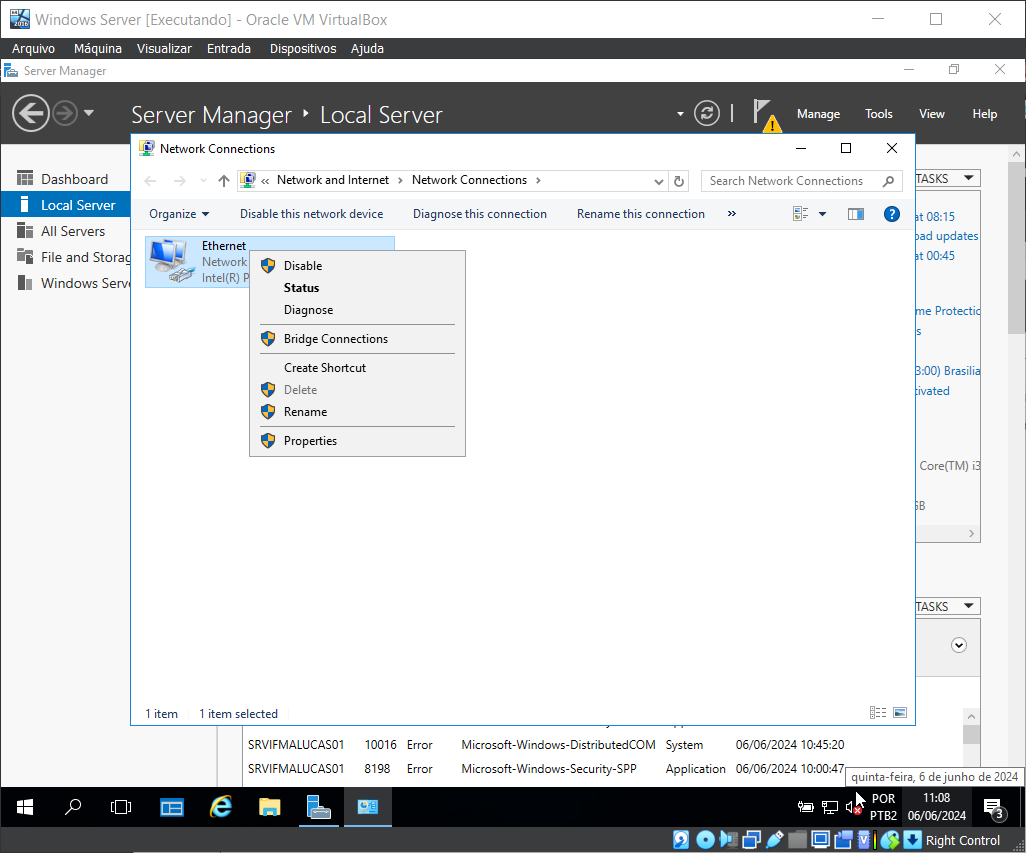 Windows Server [Executando] - Oracle VM VirtualBox
Arquivo Máquina Visualizar Entrada Dispositivos Ajuda
Server Manager
Server Manager Local Server
Manage Tools View Help
Network Connections
« Network and Internet Network Connections
Search Network Connections
Organize Disable this network device Diagnose this connection Rename this connection »
Dashboard
Local Server
All Servers
File and Storag
Windows Serve
TASKS
at 08:15
oad updates
at 00:45
me Protectio
s
3:00) Brasilia
ivated
Core(TM) i3
GB
Ethernet
Network
Intel(R) P
Disable
Status
Diagnose
Bridge Connections
Create Shortcut
Delete
Rename
Properties
TASKS
1 item 1 item selected
SRVIFMALUCAS01 10016 Error Microsoft-Windows-DistributedCOM System 06/06/2024 10:45:20
SRVIFMALUCAS01 8198 Error Microsoft-Windows-Security-SPP Application 06/06/2024 10:00:47
quinta-feira, 6 de junho de 2024
POR
PTB2
11:08
06/06/2024
3
Right Control